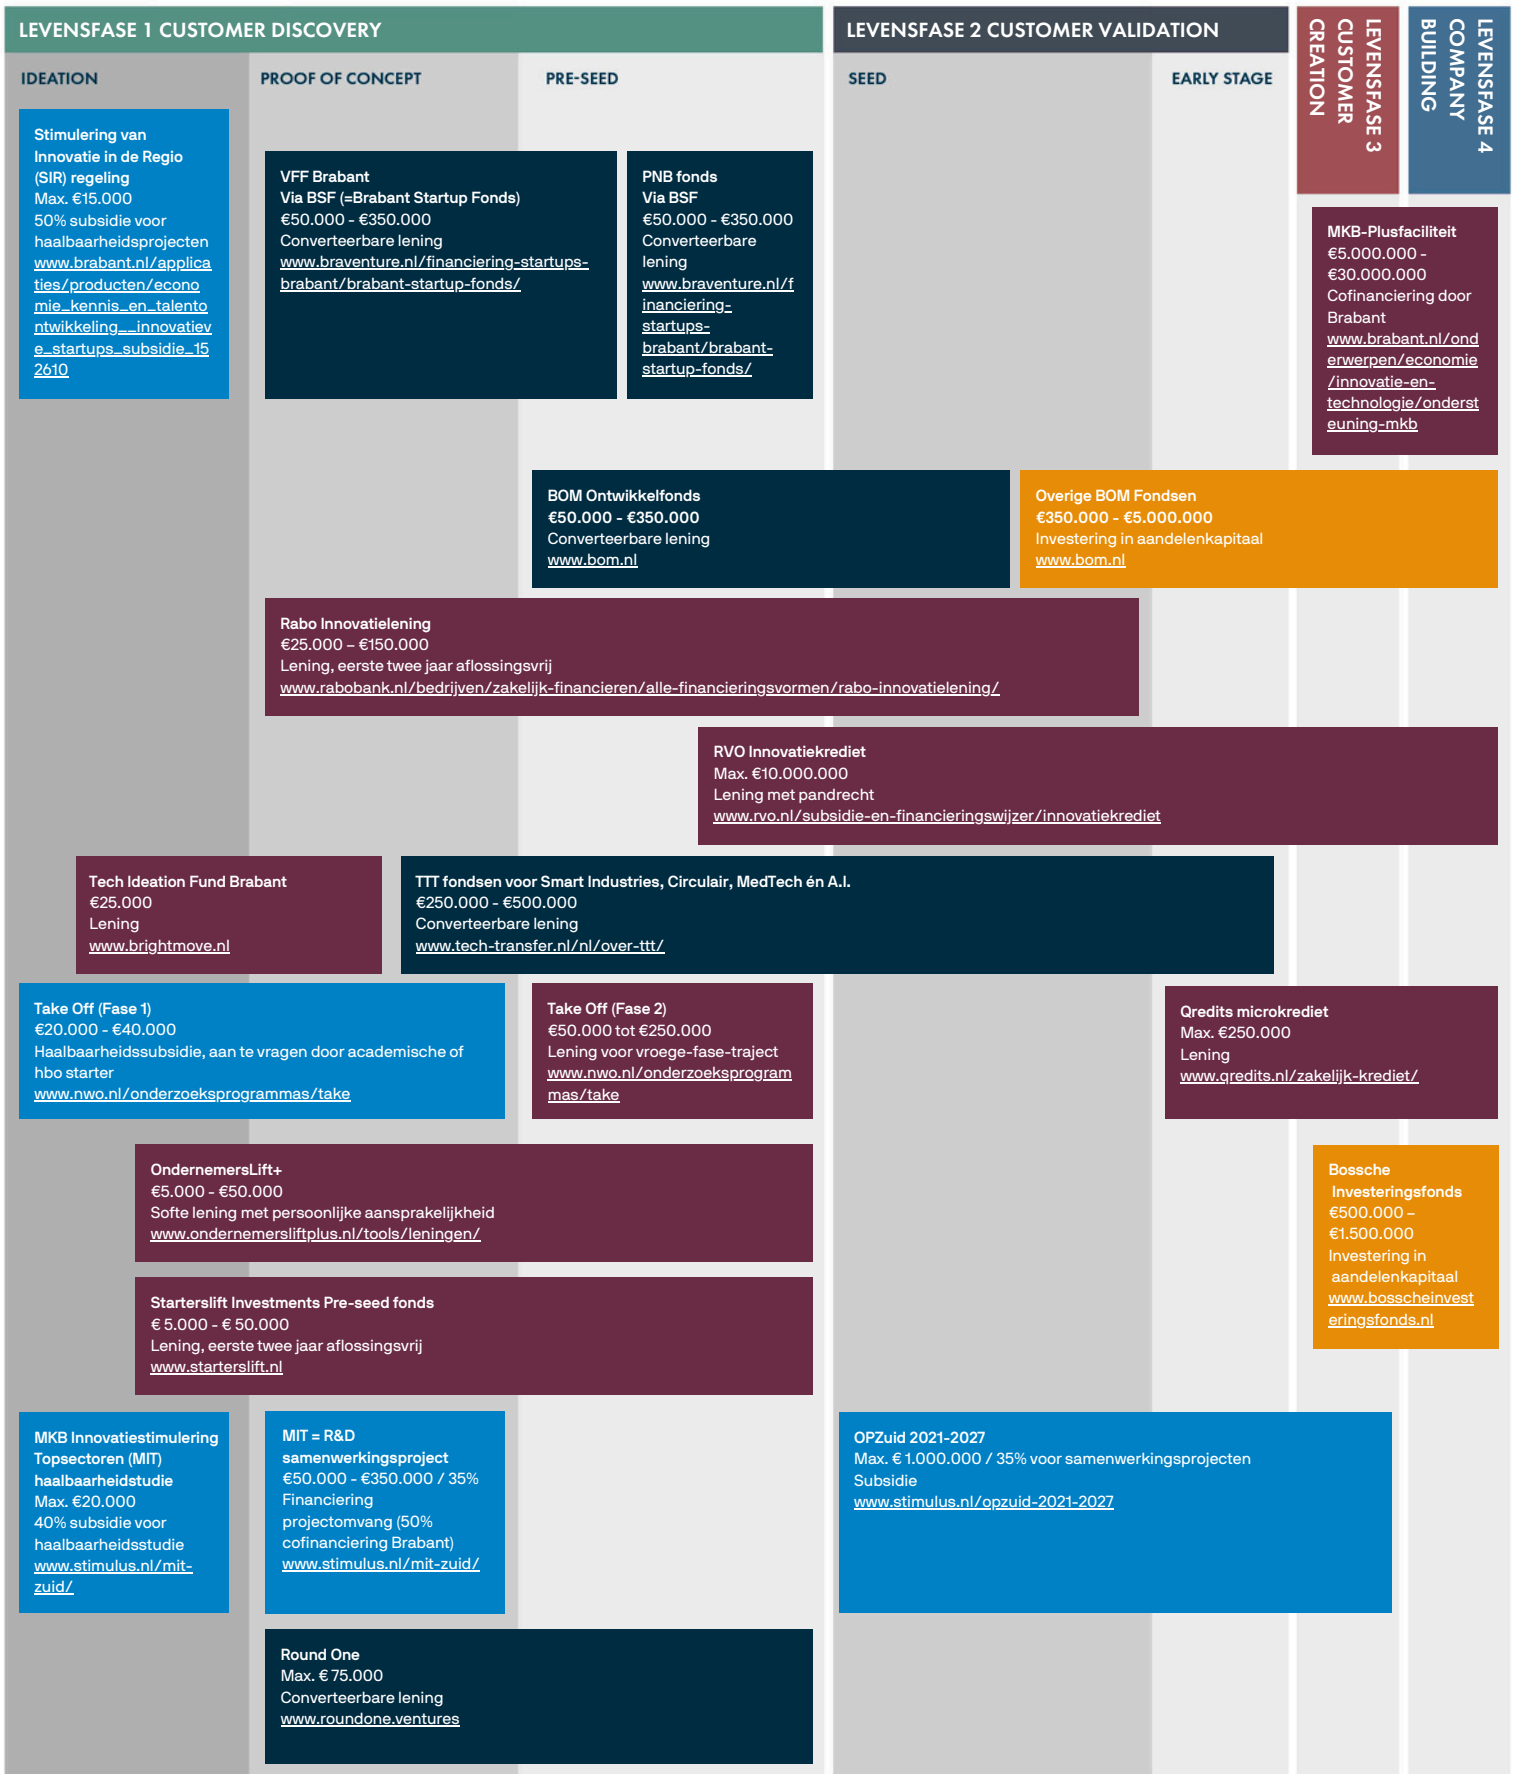 LEVENSFASE 1 CUSTOMER DISCOVERY
LEVENSFASE 2 CUSTOMER VALIDATION
LEVENSFASE 3
CUSTOMER
CREATION
LEVENSFASE 4
COMPANY
BUILDING
IDEATION
PROOF OF CONCEPT
PRE-SEED
SEED
EARLY STAGE
Stimulering van
Innovatie in de Regio
(SIR) regeling
Max. €15.000
50% subsidie voor
haalbaarheidsprojecten
www.brabant.nl/applica
ties/producten/econo
mie_kennis_en_talento
ntwikkeling__innovatiev
e_startups_subsidie_15
2610
VFF Brabant
Via BSF (=Brabant Startup Fonds)
€50.000 - €350.000
Converteerbare lening
www.braventure.nl/financiering-startups-
brabant/brabant-startup-fonds/
PNB fonds
Via BSF
€50.000 - €350.000
Converteerbare
lening
www.braventure.nl/f
inanciering-
startups-
brabant/brabant-
startup-fonds/
MKB-Plusfaciliteit
€5.000.000 -
€30.000.000
Cofinanciering door
Brabant
www.brabant.nl/ond
erwerpen/economie
/innovatie-en-
technologie/onderst
euning-mkb
BOM Ontwikkelfonds
€50.000 - €350.000
Converteerbare lening
www.bom.nl
Overige BOM Fondsen
€350.000 - €5.000.000
Investering in aandelenkapitaal
www.bom.nl
Rabo Innovatielening
€25.000 – €150.000
Lening, eerste twee jaar aflossingsvrij
www.rabobank.nl/bedrijven/zakelijk-financieren/alle-financieringsvormen/rabo-innovatielening/
RVO Innovatiekrediet
Max. €10.000.000
Lening met pandrecht
www.rvo.nl/subsidie-en-financieringswijzer/innovatiekrediet
Tech Ideation Fund Brabant
€25.000
Lening
www.brightmove.nl
TTT fondsen voor Smart Industries, Circulair, MedTech én A.I.
€250.000 - €500.000
Converteerbare lening
www.tech-transfer.nl/nl/over-ttt/
Take Off (Fase 1)
€20.000 - €40.000
Haalbaarheidssubsidie, aan te vragen door academische of
hbo starter
www.nwo.nl/onderzoeksprogrammas/take
Take Off (Fase 2)
€50.000 tot €250.000
Lening voor vroege-fase-traject
www.nwo.nl/onderzoeksprogram
mas/take
Qredits microkrediet
Max. €250.000
Lening
www.qredits.nl/zakelijk-krediet/
OndernemersLift+
€5.000 - €50.000
Softe lening met persoonlijke aansprakelijkheid
www.ondernemersliftplus.nl/tools/leningen/
Bossche
Investeringsfonds
€500.000 –
€1.500.000
Investering in
aandelenkapitaal
www.bosscheinvest
eringsfonds.nl
Starterslift Investments Pre-seed fonds
€ 5.000 - € 50.000
Lening, eerste twee jaar aflossingsvrij
www.starterslift.nl
MKB Innovatiestimulering
Topsectoren (MIT)
haalbaarheidstudie
Max. €20.000
40% subsidie voor
haalbaarheidsstudie
www.stimulus.nl/mit-
zuid/
MIT = R&D
samenwerkingsproject
€50.000 - €350.000 / 35%
Financiering
projectomvang (50%
cofinanciering Brabant)
www.stimulus.nl/mit-zuid/
OPZuid 2021-2027
Max. € 1.000.000 / 35% voor samenwerkingsprojecten
Subsidie
www.stimulus.nl/opzuid-2021-2027
Round One
Max. € 75.000
Converteerbare lening
www.roundone.ventures